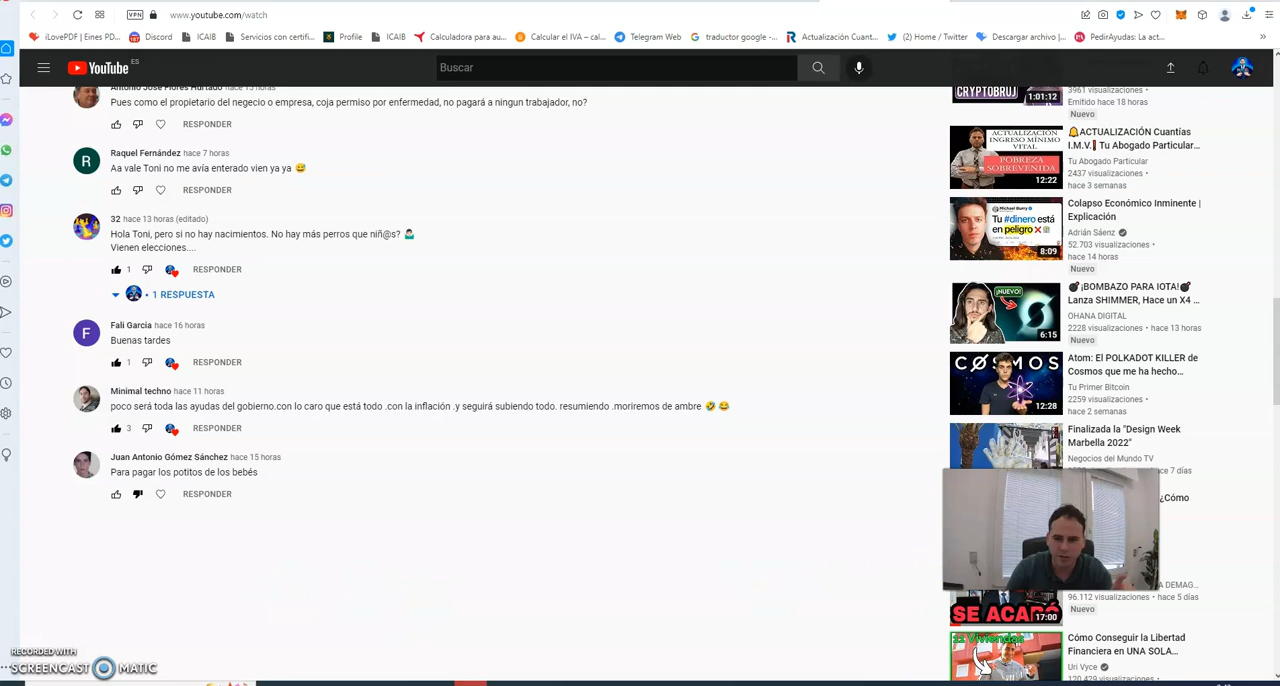 www.youtube.com/watch
VPN
iLovePDF | Eines PD...
Discord
ICAIB
Servicios con certifi...
Profile
ICAIB
Calculadora para au...
Calcular el IVA – cal...
Telegram Web
traductor google -...
Actualización Cuant...
(2) Home / Twitter
Descargar archivo |...
PedirAyudas: La act...
YouTube ES
Buscar
Antonio José Flores Hurtado hace 15 horas
Pues como el propietario del negecio o empresa, coja permiso por enfermedad, no pagará a ningun trabajador, no?
RESPONDER
R
Raquel Fernández hace 7 horas
Aa vale Toni no me avía enterado vien ya ya 😅
RESPONDER
32 hace 13 horas (editado)
Hola Toni, pero si no hay nacimientos. No hay más perros que niñ@s? 🤷🏻‍♂️
Vienen elecciones....
1 RESPONDER
1 RESPUESTA
F
Fali Garcia hace 16 horas
Buenas tardes
1 RESPONDER
Minimal techno hace 11 horas
poco será toda las ayudas del gobierno.con lo caro que está todo .con la inflación .y seguirá subiendo todo. resumiendo .moriremos de ambre 🤣 😂
3 RESPONDER
Juan Antonio Gómez Sánchez hace 15 horas
Para pagar los potitos de los bebés
RESPONDER
CRYPTOBRUJ
1:01:12
3961 visualizaciones •
Emitido hace 18 horas
Nuevo
ACTUALIZACIÓN
INGRESO MÍNIMO
VITAL
POBREZA
SOBREVENIDA
12:22
🔔ACTUALIZACIÓN Cuantías
I.M.V.❗ Tu Abogado Particular...
Tu Abogado Particular
2437 visualizaciones •
hace 3 semanas
Michael Burry
Tu #dinero está
en peligro
8:09
Colapso Económico Inminente |
Explicación
Adrián Sáenz
52.703 visualizaciones •
hace 14 horas
Nuevo
¡NUEVO!
6:15
💣¡BOMBAZO PARA IOTA!💣
Lanza SHIMMER, Hace un X4 ...
OHANA DIGITAL
2228 visualizaciones • hace 13 horas
Nuevo
COSMOS
12:28
Atom: El POLKADOT KILLER de
Cosmos que me ha hecho...
Tu Primer Bitcoin
2259 visualizaciones •
hace 2 semanas
Finalizada la "Design Week
Marbella 2022"
Negocios del Mundo TV
ce 7 días
¿Cómo
A DEMAG...
96.112 visualizaciones • hace 5 días
Nuevo
SE ACABÓ
17:00
Viviendas
Cómo Conseguir la Libertad
Financiera en UNA SOLA...
Uri Vyce
120.429 visualizaciones •
RECORDED WITH
SCREENCAST MATIC